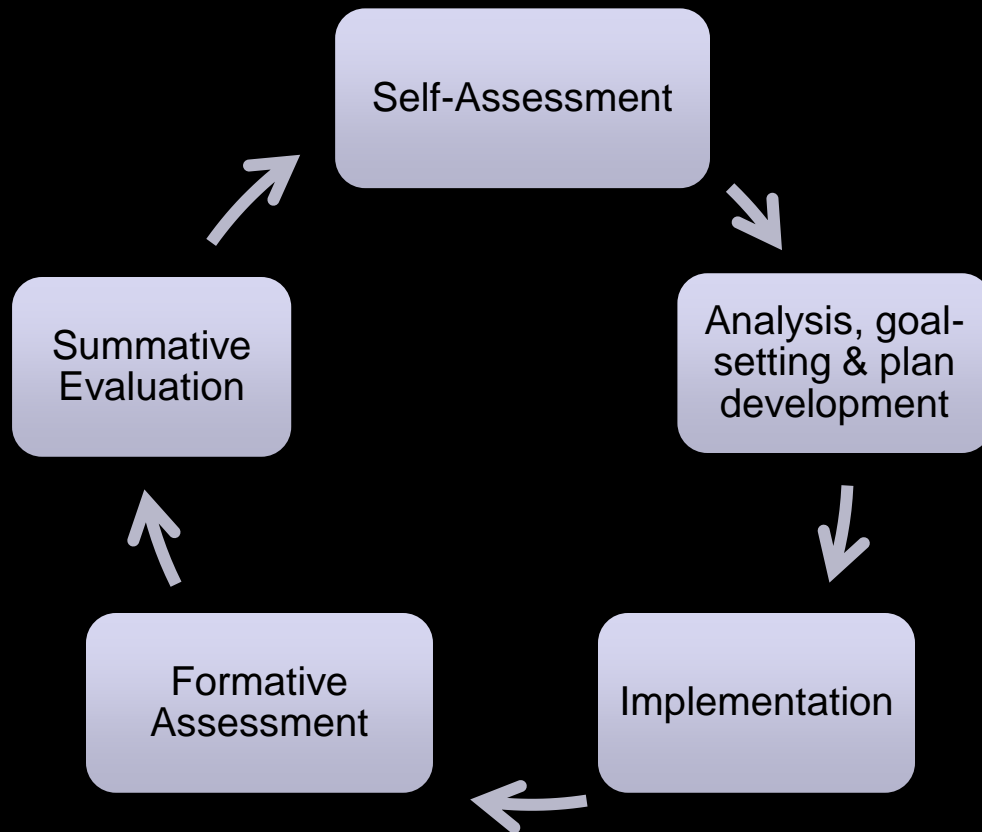 Self-Assessment
Analysis, goal-
setting & plan
development
Implementation
Formative
Assessment
Summative
Evaluation